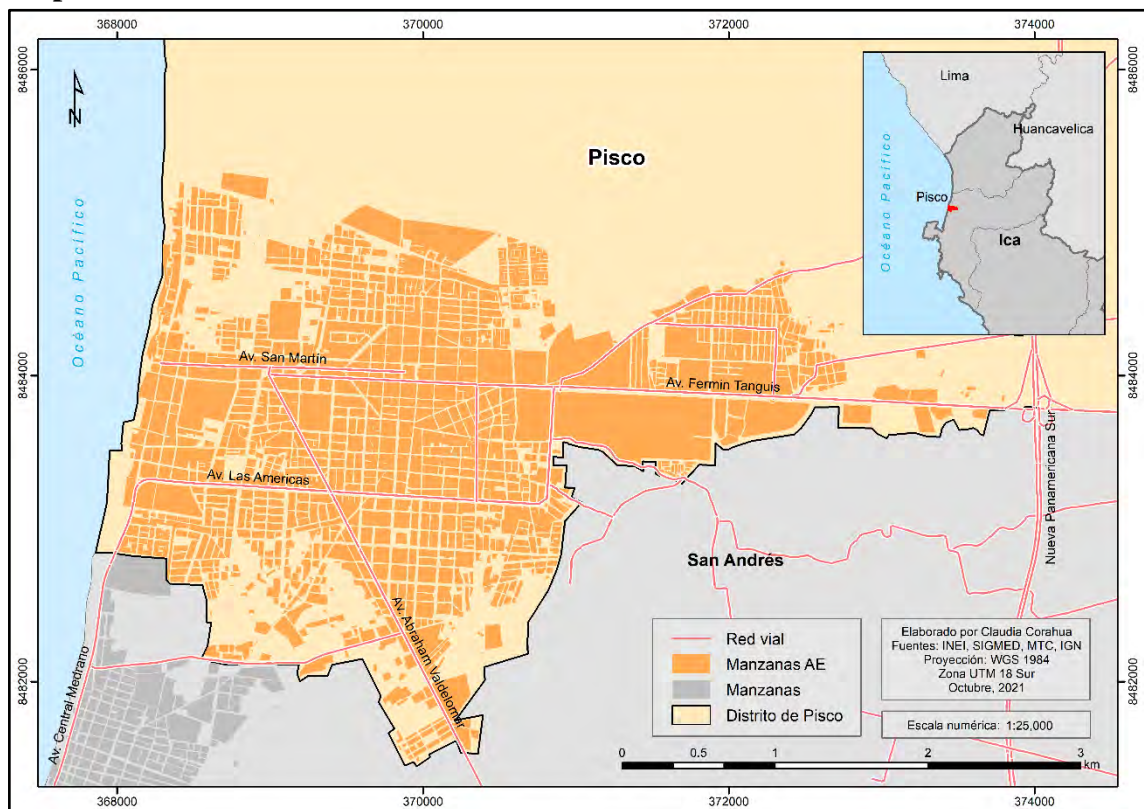 368000
370000
372000
374000
8486000
8486000
Lima
Huancavelica
Pisco
Océano Pacífico
Ica
Pisco
Océano Pacífico
N
Av. San Martín
8484000
8484000
Av. Fermin Tanguis
Av. Las Americas
Nueva Panamericana Sur
San Andrés
Av. Abraham Valdelomar
Av. Central Medrano
8482000
8482000
Red vial
Manzanas AE
Manzanas
Distrito de Pisco
Elaborado por Claudia Corahua
Fuentes: INEI, SIGMED, MTC, IGN
Proyección: WGS 1984
Zona UTM 18 Sur
Octubre, 2021
Escala numérica: 1:25,000
0 0.5 1 2 3
km
368000
370000
372000
374000